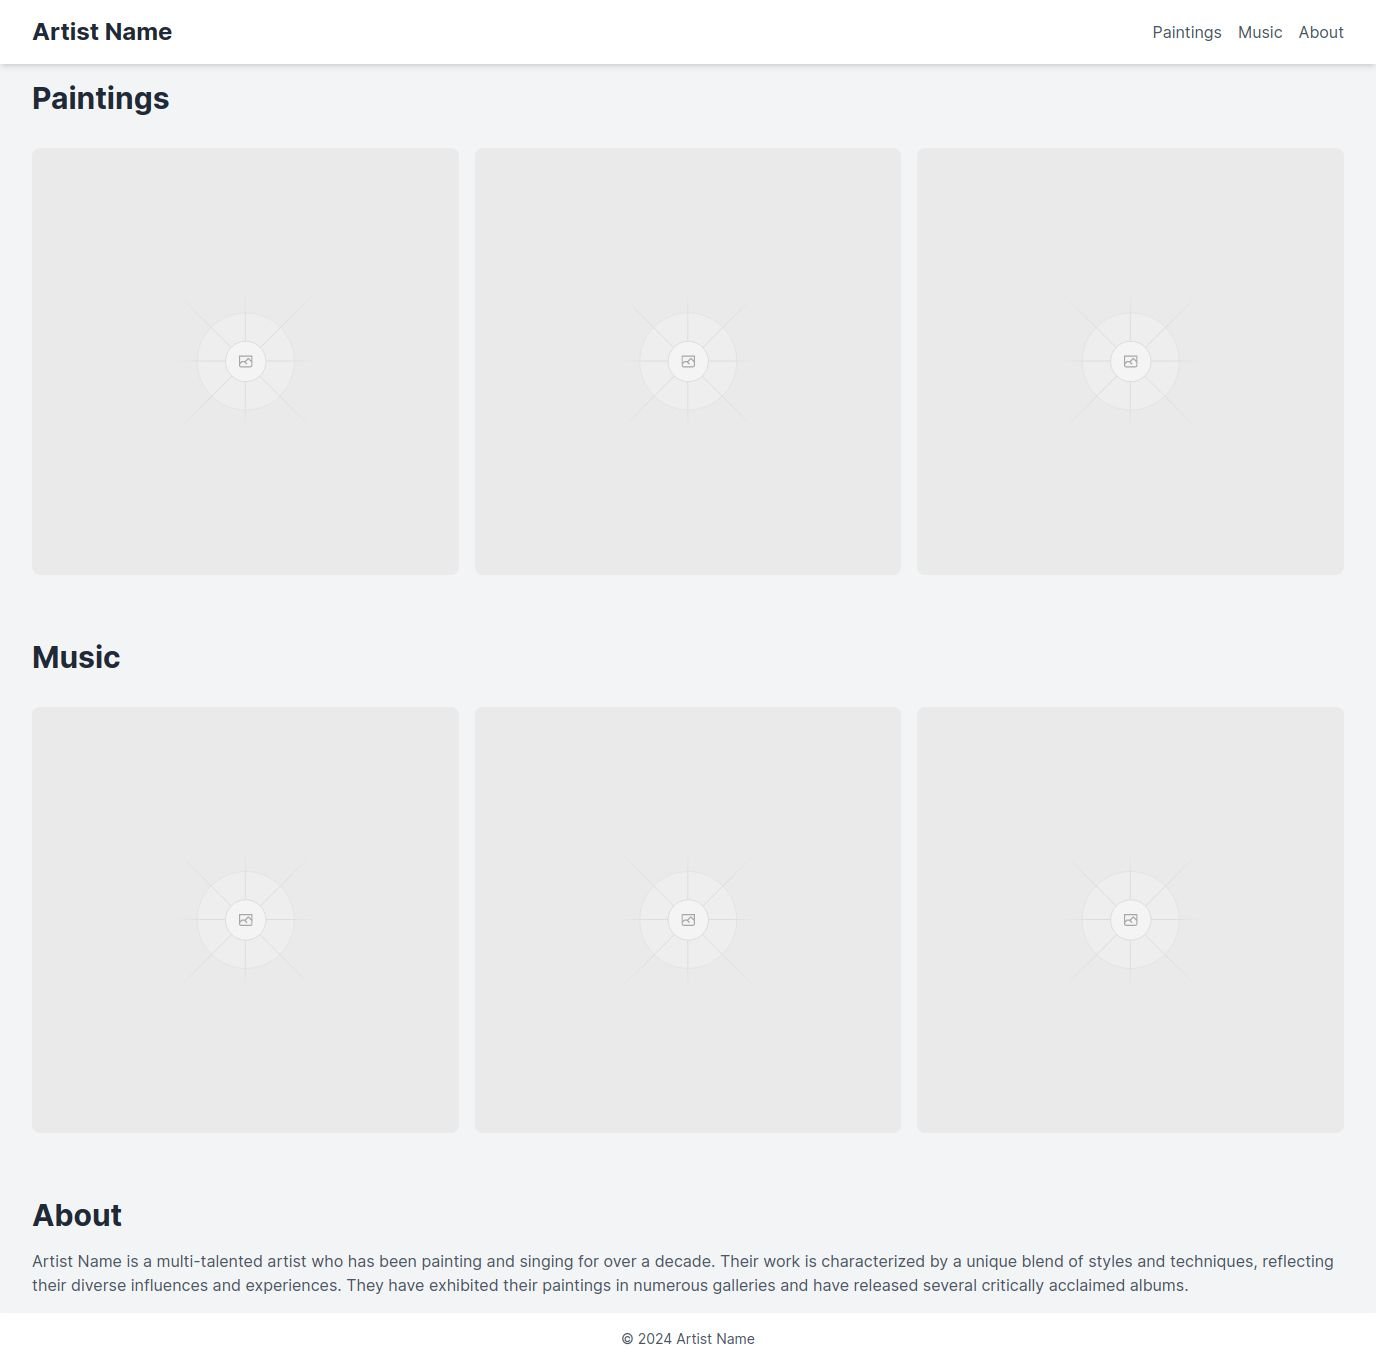 Artist Name
Paintings Music About
Paintings
Music
About
Artist Name is a multi-talented artist who has been painting and singing for over a decade. Their work is characterized by a unique blend of styles and techniques, reflecting
their diverse influences and experiences. They have exhibited their paintings in numerous galleries and have released several critically acclaimed albums.
© 2024 Artist Name